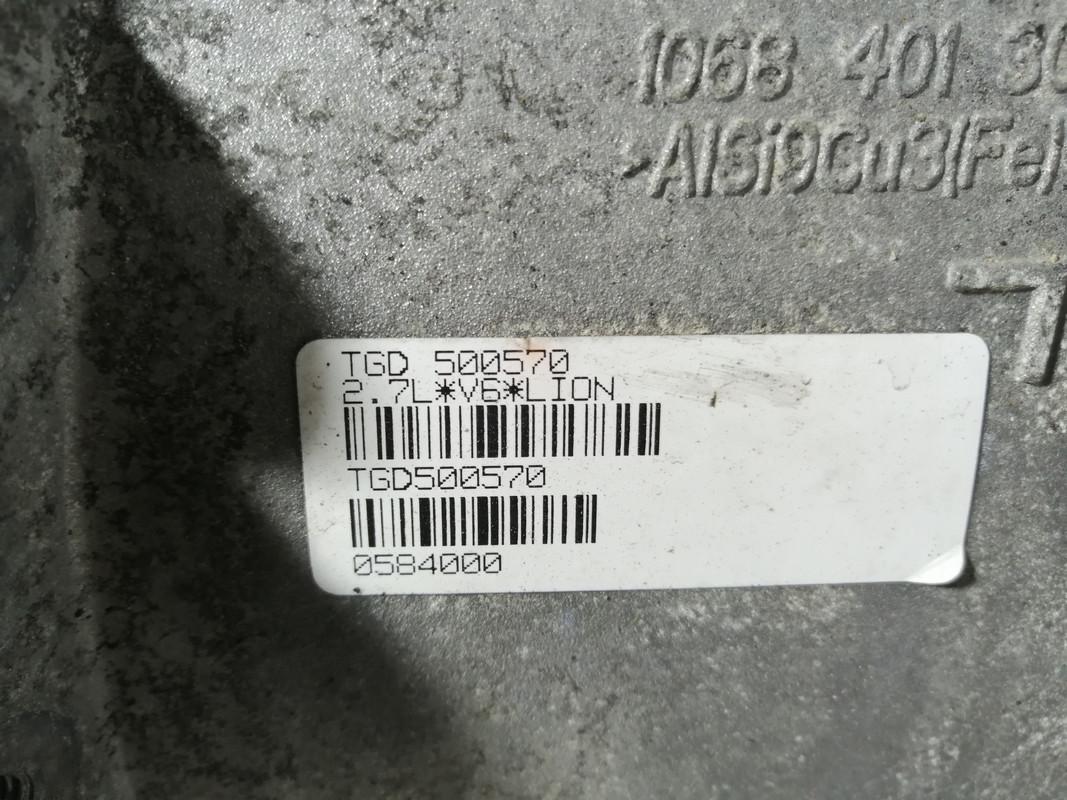 1068 401 30
>AlSi9Cu3(Fe)
TGD 500570
2.7L*V6*LION
TGD500570
0584000